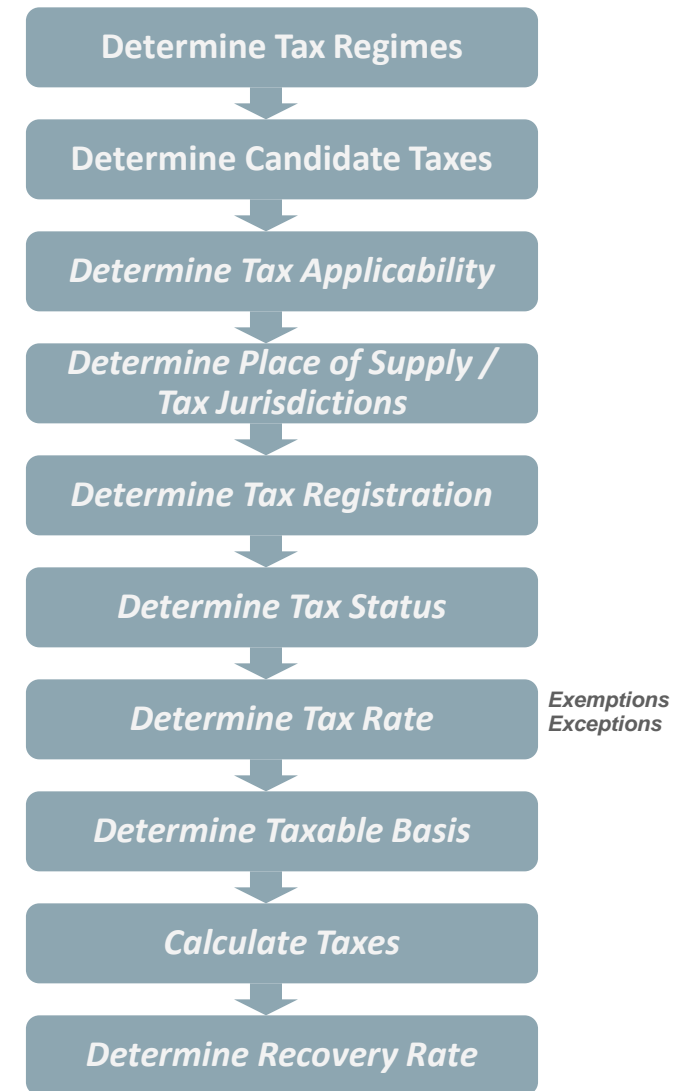 Determine Tax Regimes
Determine Candidate Taxes
Determine Tax Applicability
Determine Place of Supply /
Tax Jurisdictions
Determine Tax Registration
Determine Tax Status
Determine Tax Rate
Exemptions
Exceptions
Determine Taxable Basis
Calculate Taxes
Determine Recovery Rate